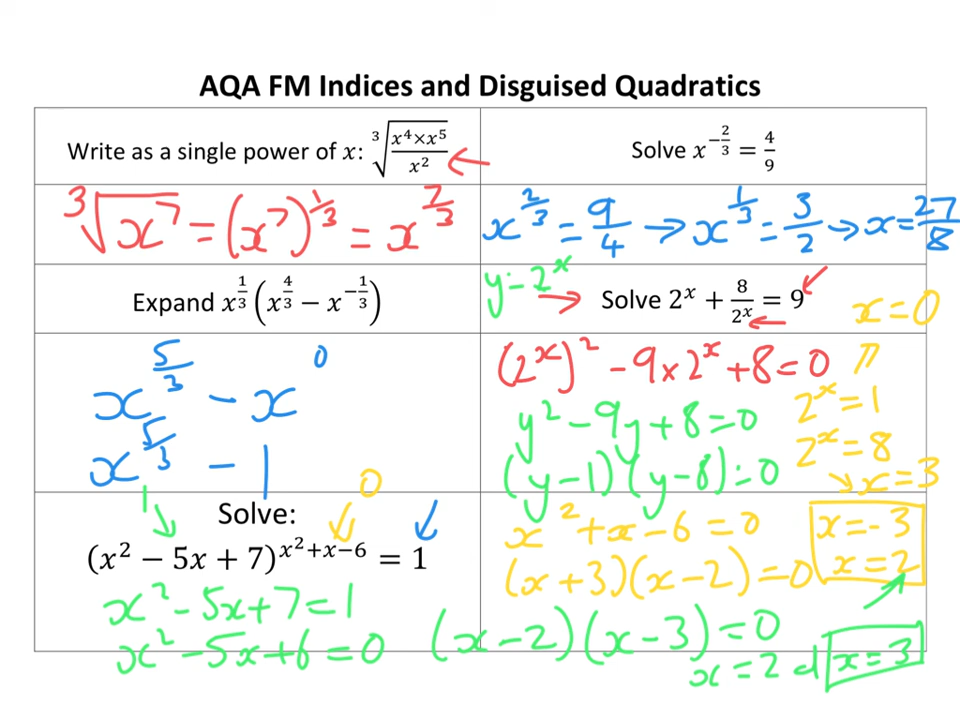 AQA FM Indices and Disguised Quadratics
Write as a single power of x: ∛((x⁴×x⁵)/x²)
Solve x^(-2/3) = 4/9
∛(x⁷) = (x⁷)^(1/3) = x^(7/3)
x^(2/3) = 9/4 → x^(1/3) = 3/2 → x = 27/8
Expand x^(1/3)(x^(4/3) − x^(-1/3))
y = 2^x
Solve 2^x + 8/2^x = 9
x = 0
x^(5/3) − x^0
x^(5/3) − 1
(2^x)² − 9 × 2^x + 8 = 0
y² − 9y + 8 = 0
(y − 1)(y − 8) = 0
2^x = 1
2^x = 8
↘ x = 3
1
0
Solve:
(x² − 5x + 7)^(x²+x−6) = 1
x² + x − 6 = 0
(x + 3)(x − 2) = 0
x = −3
x = 2
x² − 5x + 7 = 1
x² − 5x + 6 = 0
(x − 2)(x − 3) = 0
x = 2
x = 3